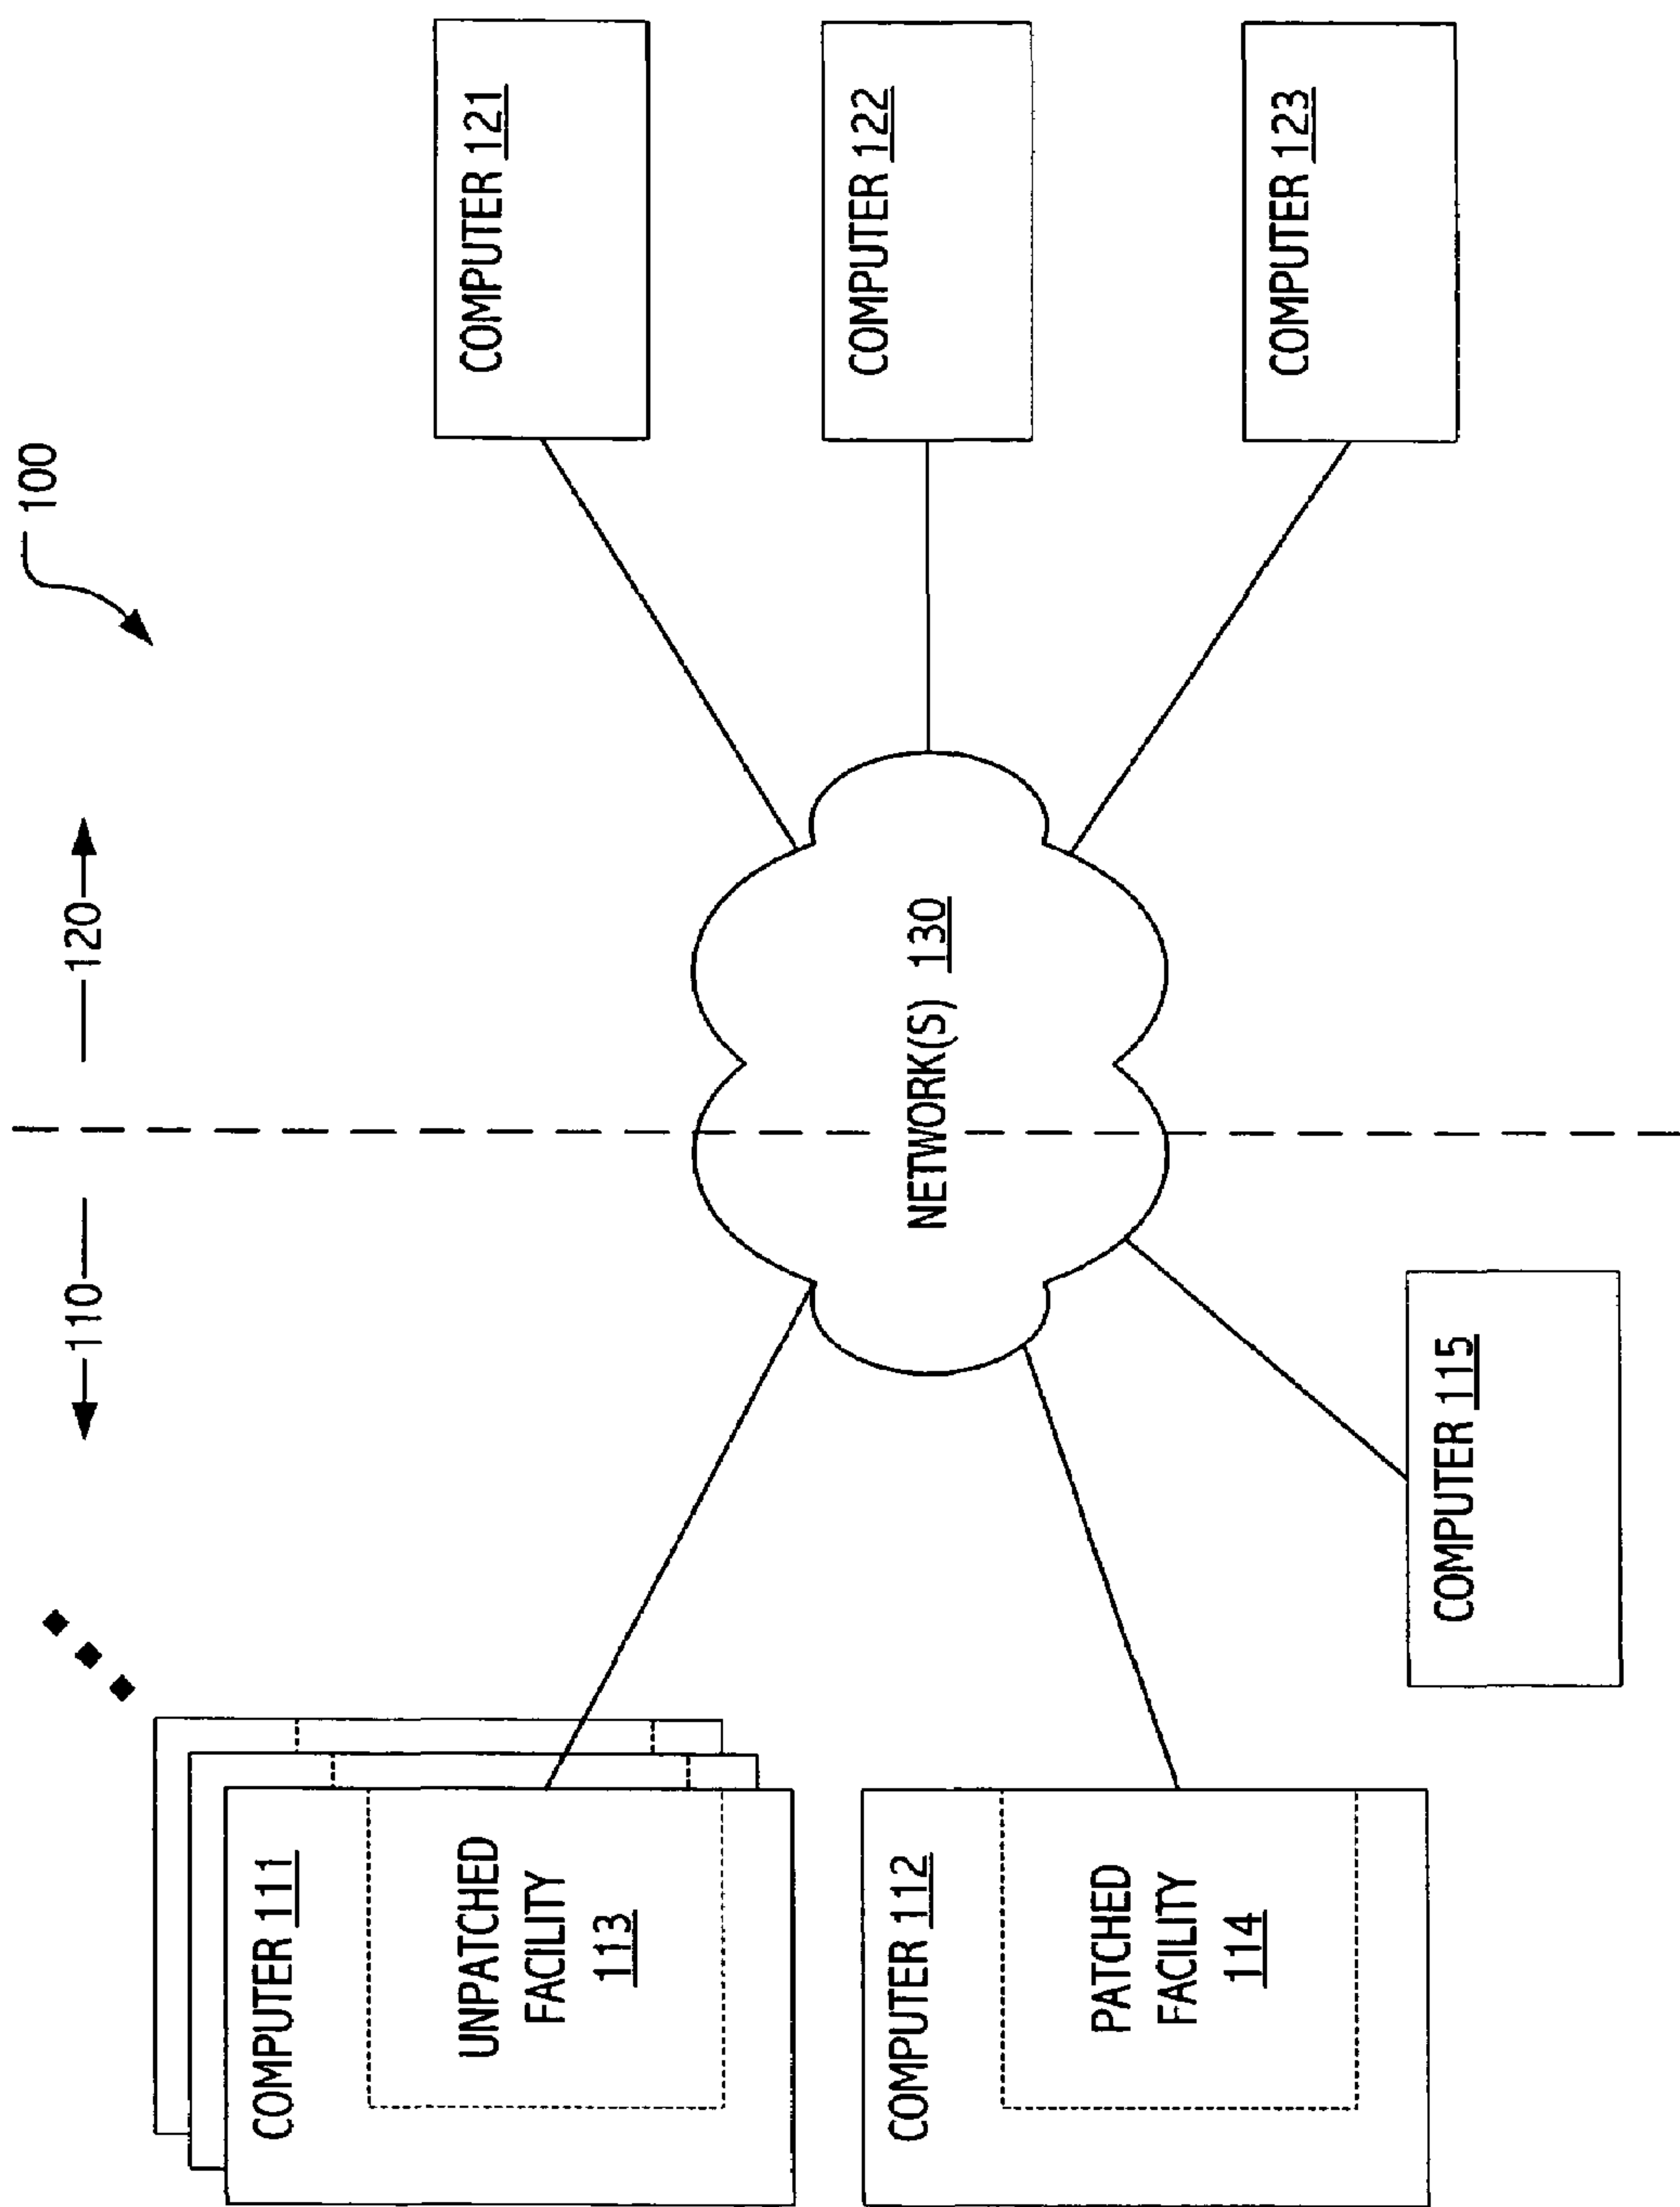 100
110
120
COMPUTER 111
UNPATCHED
FACILITY
113
COMPUTER 112
PATCHED
FACILITY
114
COMPUTER 115
NETWORK(S) 130
COMPUTER 121
COMPUTER 122
COMPUTER 123